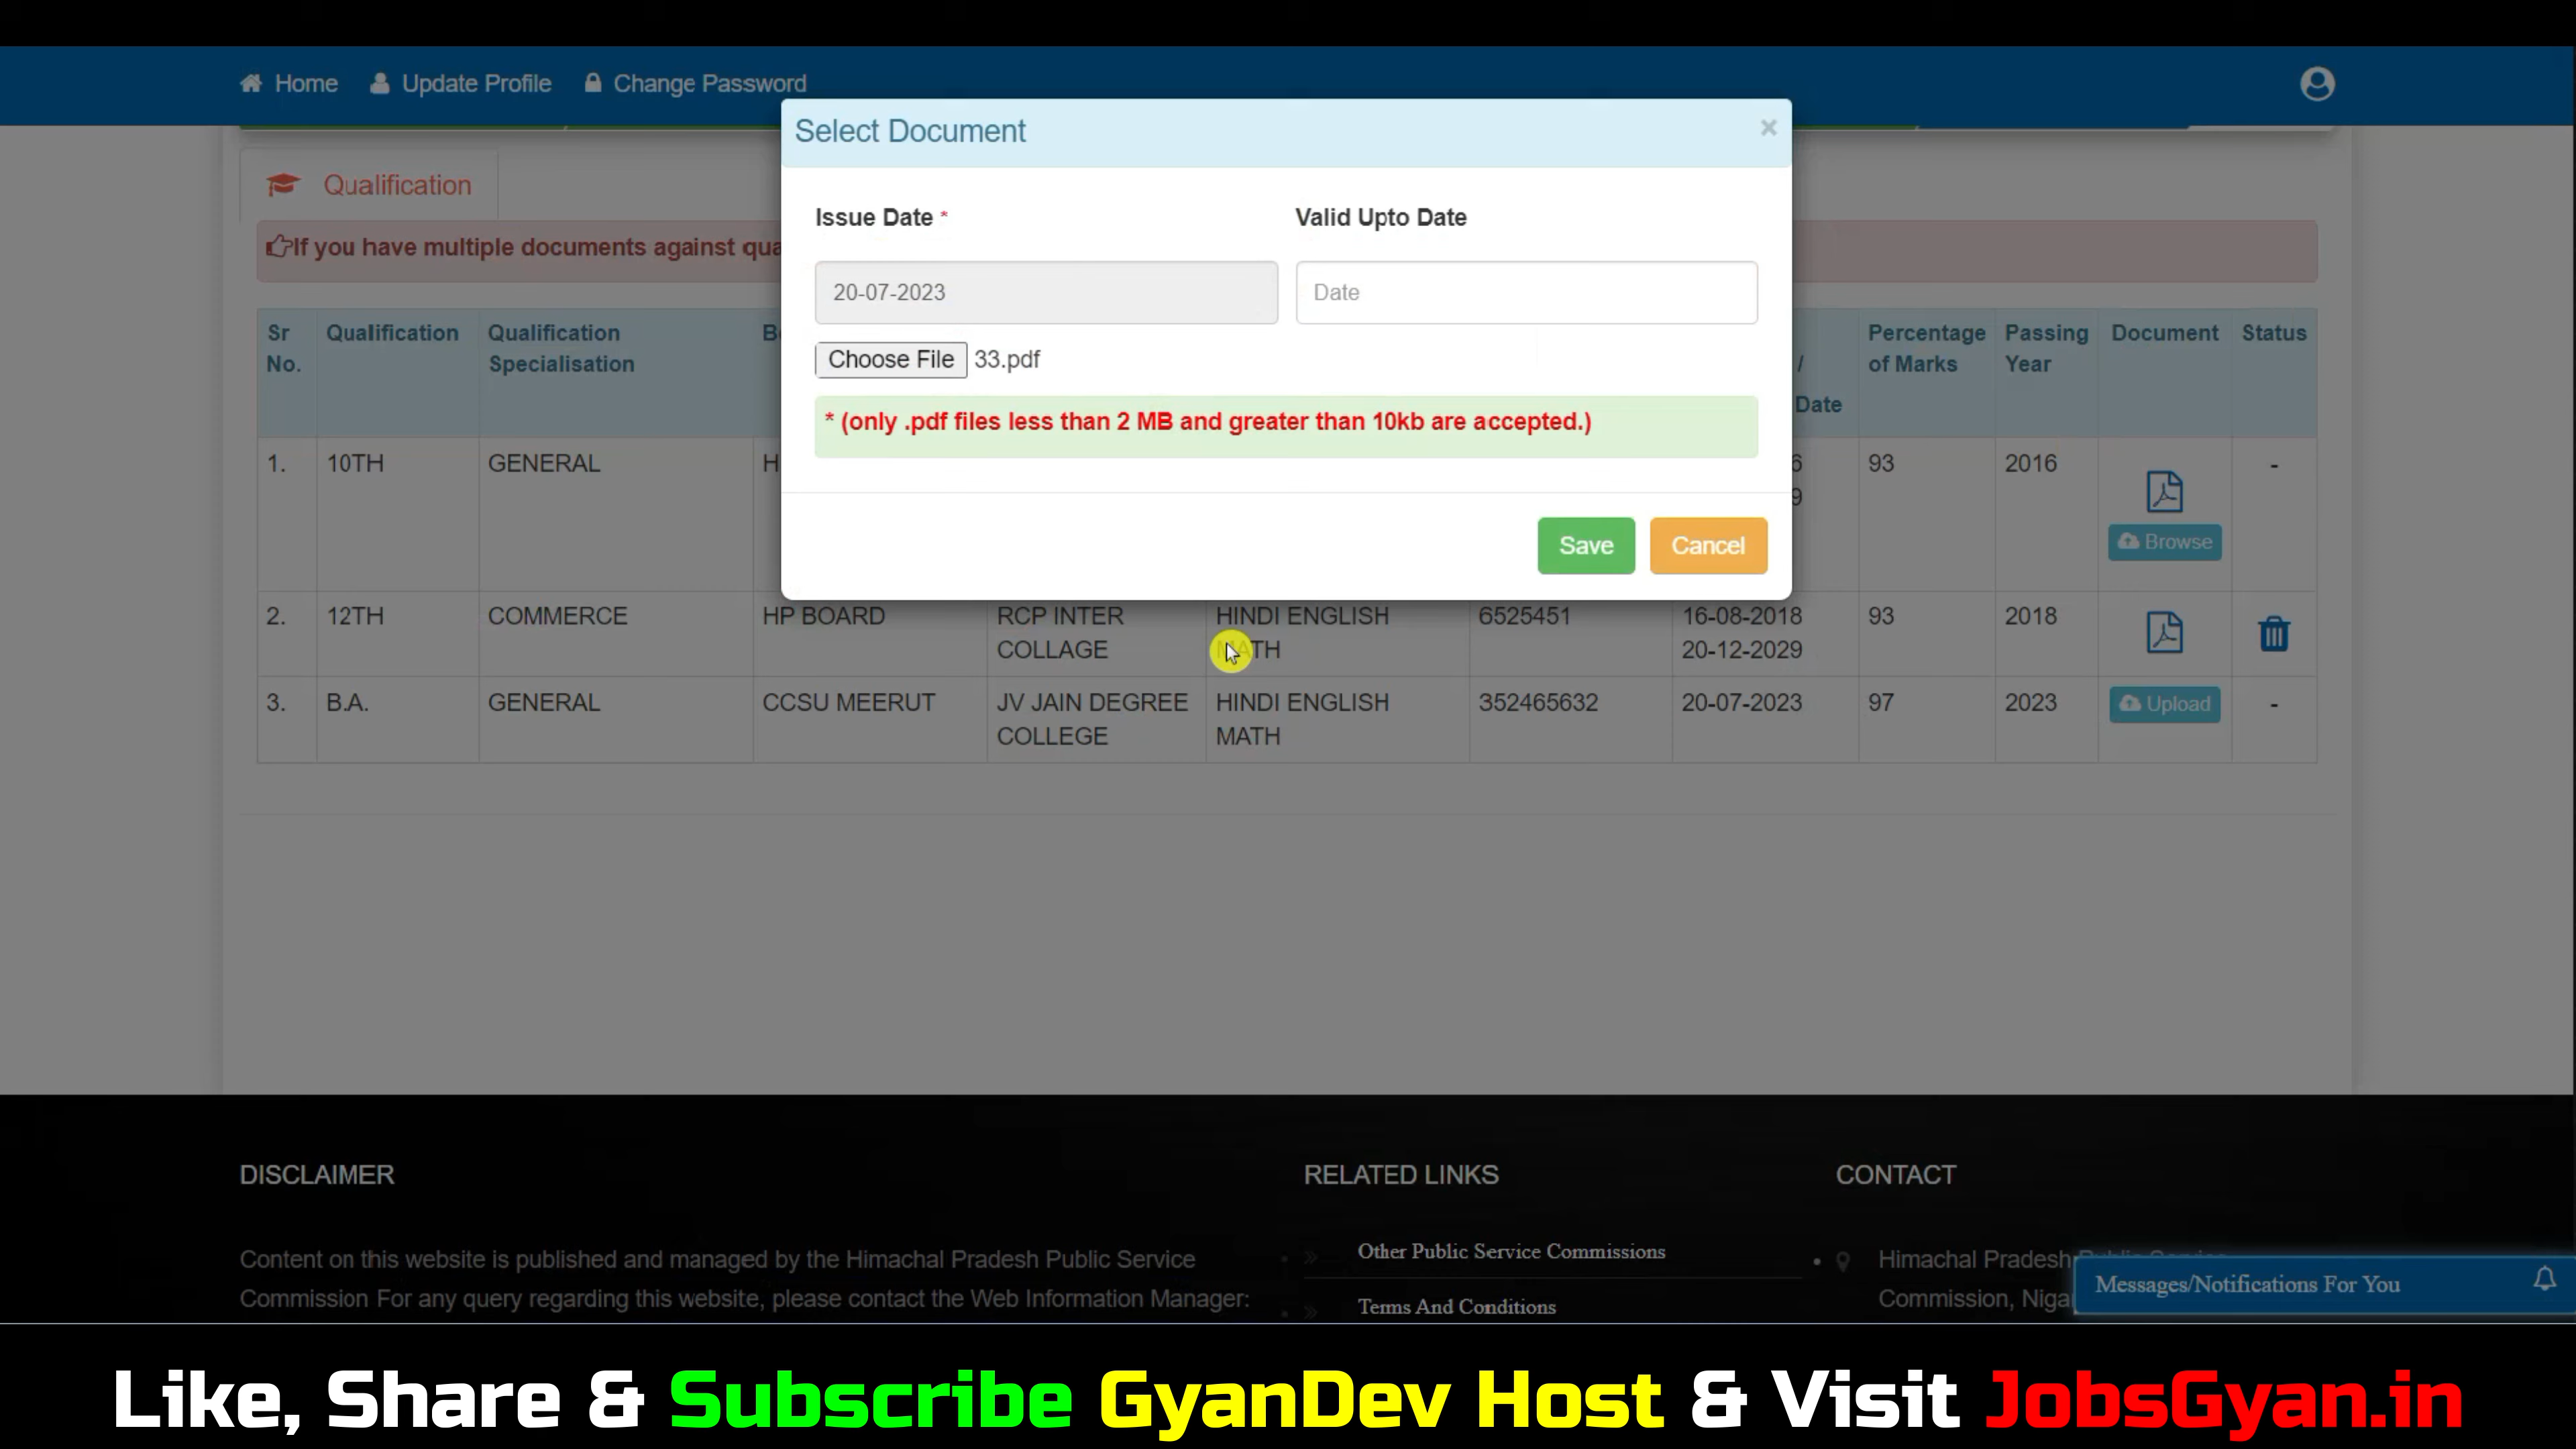 Home Update Profile Change Password
Select Document ×
Qualification
Issue Date * Valid Upto Date
If you have multiple documents against qua
20-07-2023 Date
Choose File 33.pdf
* (only .pdf files less than 2 MB and greater than 10kb are accepted.)
Save Cancel
Sr No. Qualification Qualification Specialisation / Date Percentage of Marks Passing Year Document Status
1. 10TH GENERAL H 6 93 2016 -
9
Browse
2. 12TH COMMERCE HP BOARD RCP INTER HINDI ENGLISH 6525451 16-08-2018 93 2018
COLLAGE MATH 20-12-2029
3. B.A. GENERAL CCSU MEERUT JV JAIN DEGREE HINDI ENGLISH 352465632 20-07-2023 97 2023 Upload -
COLLEGE MATH
DISCLAIMER RELATED LINKS CONTACT
Content on this website is published and managed by the Himachal Pradesh Public Service
Commission For any query regarding this website, please contact the Web Information Manager:
Other Public Service Commissions
Terms And Conditions
Himachal Pradesh Public Service
Commission, Niga
Messages/Notifications For You
Like, Share & Subscribe GyanDev Host & Visit JobsGyan.in